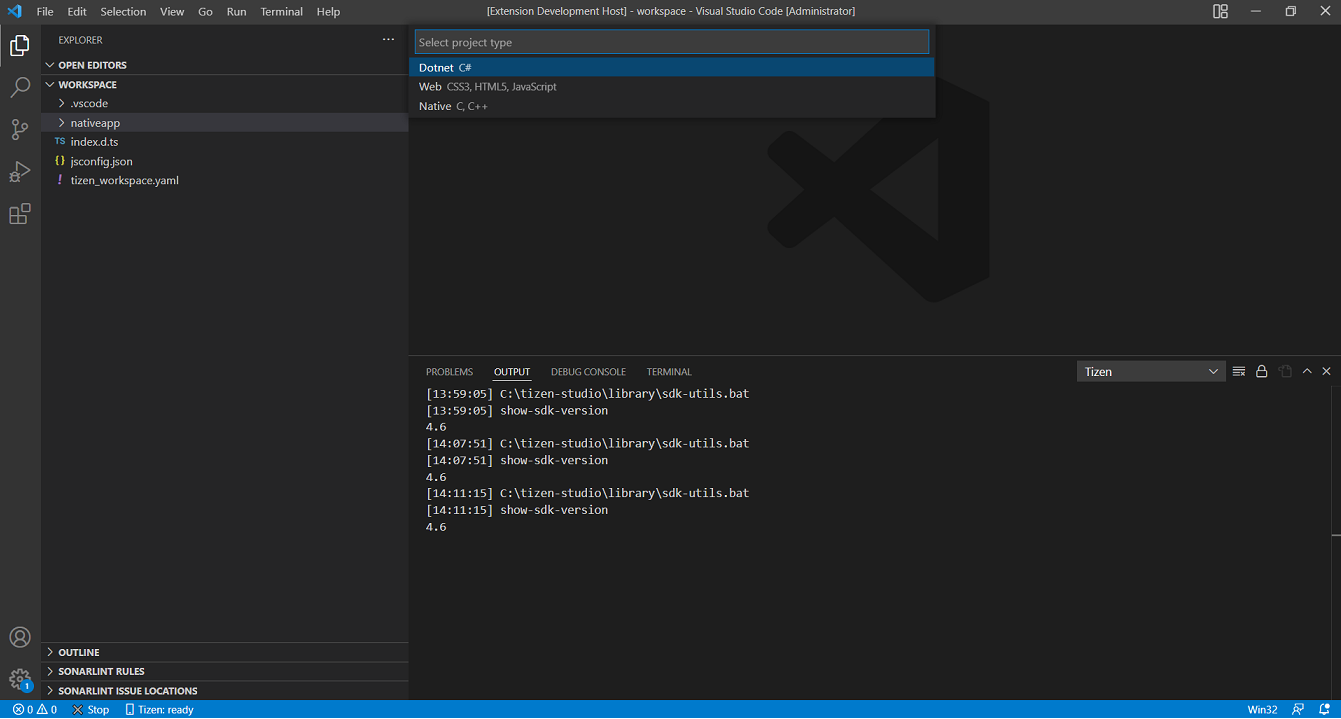 File Edit Selection View Go Run Terminal Help [Extension Development Host] - workspace - Visual Studio Code [Administrator]
EXPLORER
OPEN EDITORS
WORKSPACE
.vscode
nativeapp
TS index.d.ts
{} jsconfig.json
! tizen_workspace.yaml
Select project type
Dotnet C#
Web CSS3, HTML5, JavaScript
Native C, C++
PROBLEMS OUTPUT DEBUG CONSOLE TERMINAL Tizen
[13:59:05] C:\tizen-studio\library\sdk-utils.bat
[13:59:05] show-sdk-version
4.6
[14:07:51] C:\tizen-studio\library\sdk-utils.bat
[14:07:51] show-sdk-version
4.6
[14:11:15] C:\tizen-studio\library\sdk-utils.bat
[14:11:15] show-sdk-version
4.6
OUTLINE
SONARLINT RULES
1
SONARLINT ISSUE LOCATIONS
0 0 Stop Tizen: ready Win32